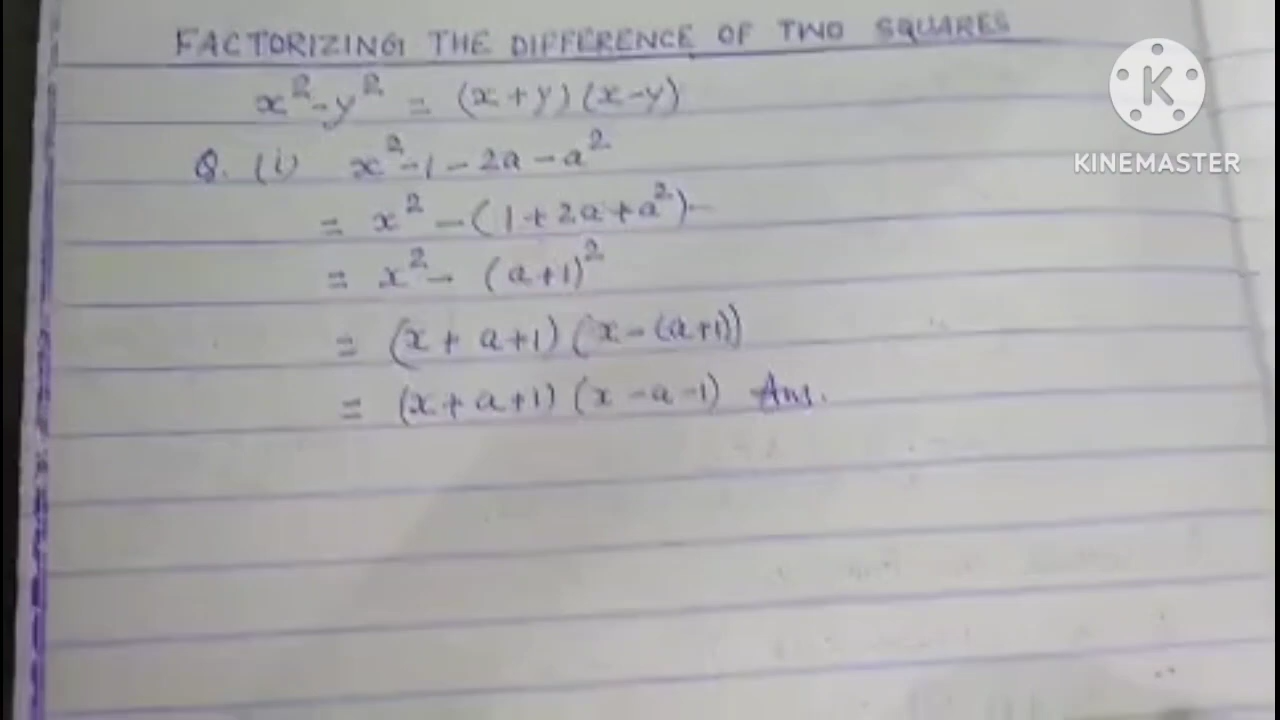 FACTORIZING THE DIFFERENCE OF TWO SQUARES
x² - y² = (x + y) (x - y)
K
KINEMASTER
Q. (i) x² - 1 - 2a - a²
= x² - (1 + 2a + a²) -
= x² - (a + 1)²
= (x + a + 1) (x - (a + 1))
= (x + a + 1) (x - a - 1) Ans.